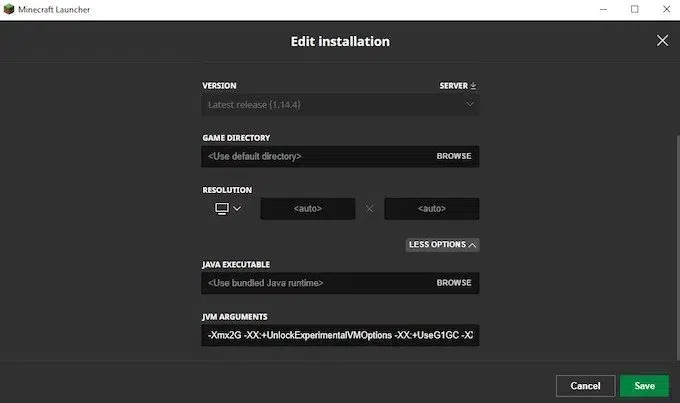 Minecraft Launcher
Edit installation
VERSION SERVER
Latest release (1.14.4)
GAME DIRECTORY
<Use default directory> BROWSE
RESOLUTION
<auto> <auto>
LESS OPTIONS
JAVA EXECUTABLE
<Use bundled Java runtime> BROWSE
JVM ARGUMENTS
-Xmx2G -XX:+UnlockExperimentalVMOptions -XX:+UseG1GC
Cancel Save